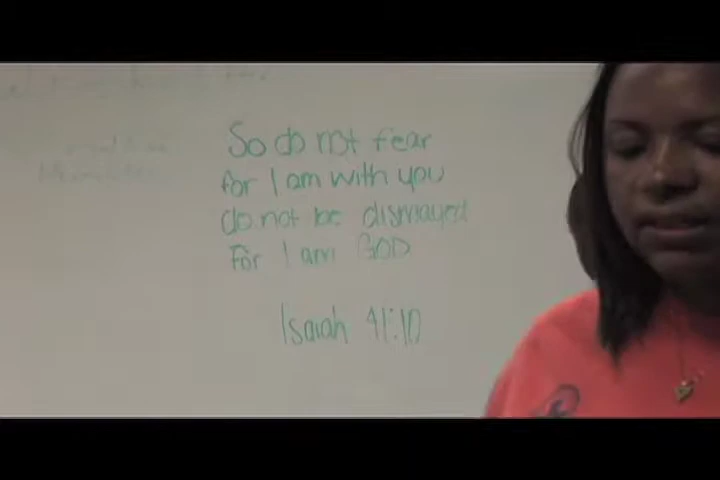 So do not fear
for I am with you
do not be dismayed
For I am GOD
Isaiah 41:10